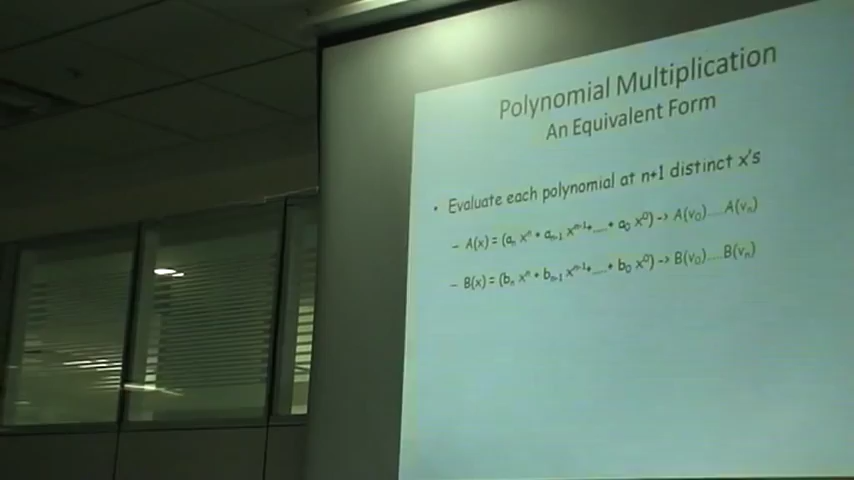 Polynomial Multiplication
An Equivalent Form
• Evaluate each polynomial at n+1 distinct x's
– A(x) = (aₙ xⁿ + aₙ₋₁ xⁿ⁻¹+....+ a₀ x⁰) -> A(v₀)....A(vₙ)
– B(x) = (bₙ xⁿ + bₙ₋₁ xⁿ⁻¹+....+ b₀ x⁰) -> B(v₀)....B(vₙ)